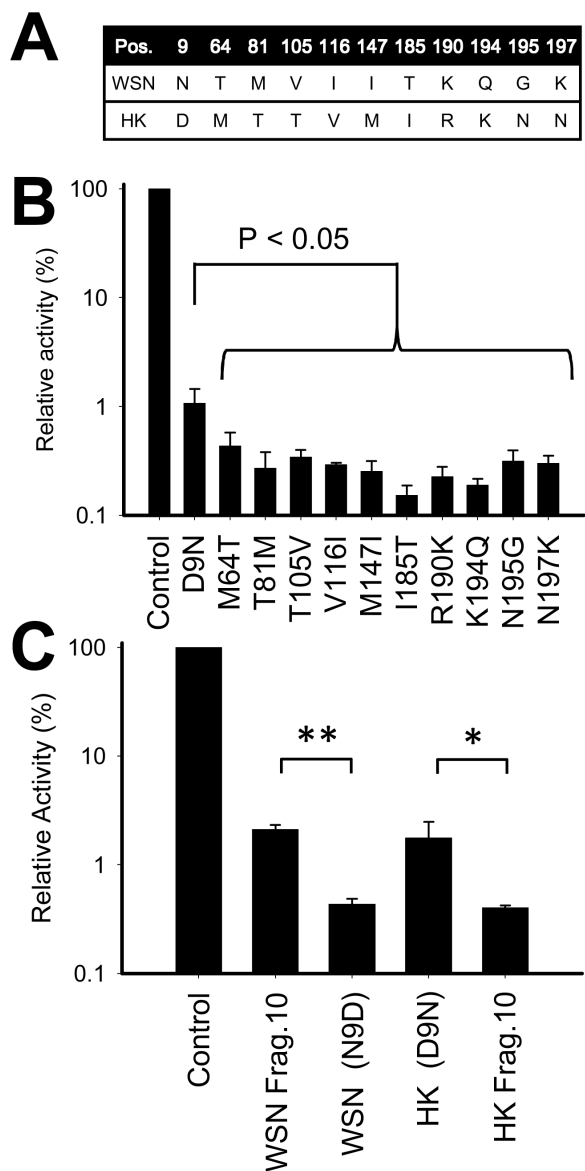 A
Pos. 9 64 81 105 116 147 185 190 194 195 197
WSN N T M V I I T K Q G K
HK D M T T V M I R K N N
B
Relative activity (%)
100
10
1
0.1
P < 0.05
Control
D9N
M64T
T81M
T105V
V116I
M147I
I185T
R190K
K194Q
N195G
N197K
C
Relative Activity (%)
100
10
1
0.1
**
*
Control
WSN Frag.10
WSN (N9D)
HK (D9N)
HK Frag.10